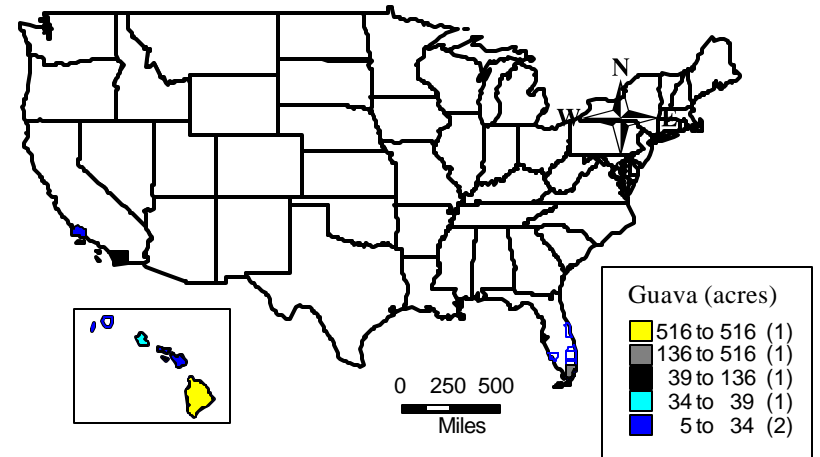 N
W E
Guava (acres)
516 to 516 (1)
136 to 516 (1)
39 to 136 (1)
34 to 39 (1)
5 to 34 (2)
0 250 500
Miles